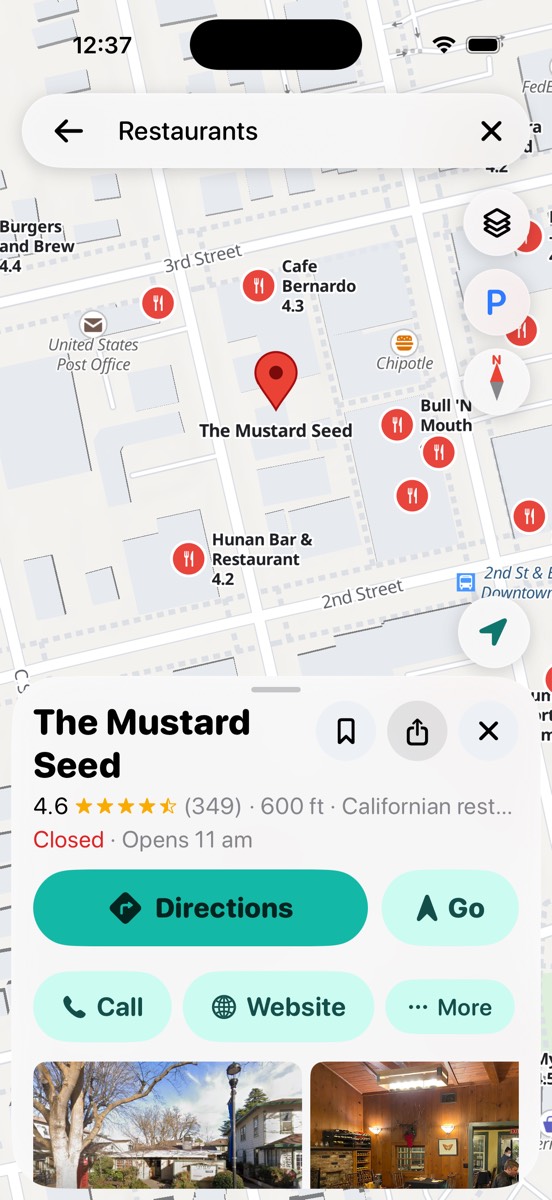 12:37
Restaurants
FedE
4.2
Burgers
and Brew
4.4
3rd Street
Cafe
Bernardo
4.3
P
United States
Post Office
Chipotle
N
The Mustard Seed
Bull 'N
Mouth
Hunan Bar &
Restaurant
4.2
2nd Street
2nd St & E
Downtown
C S
The Mustard
Seed
4.6 (349) · 600 ft · Californian rest...
Closed · Opens 11 am
Directions
Go
Call
Website
More